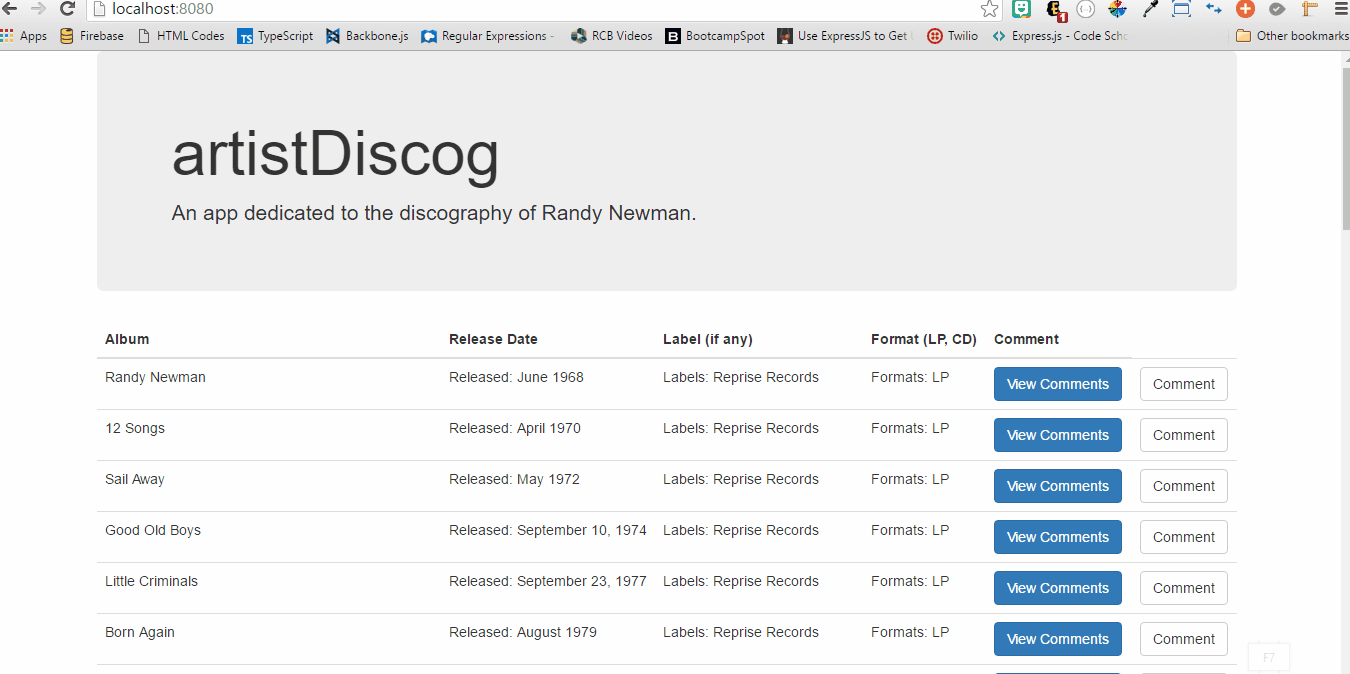 localhost:8080
1
Apps Firebase HTML Codes TS TypeScript Backbone.js Regular Expressions - RCB Videos B BootcampSpot Use ExpressJS to Get Twilio Express.js - Code Other bookmarks
artistDiscog
An app dedicated to the discography of Randy Newman.
Album Release Date Label (if any) Format (LP, CD) Comment
Randy Newman Released: June 1968 Labels: Reprise Records Formats: LP View Comments Comment
12 Songs Released: April 1970 Labels: Reprise Records Formats: LP View Comments Comment
Sail Away Released: May 1972 Labels: Reprise Records Formats: LP View Comments Comment
Good Old Boys Released: September 10, 1974 Labels: Reprise Records Formats: LP View Comments Comment
Little Criminals Released: September 23, 1977 Labels: Reprise Records Formats: LP View Comments Comment
Born Again Released: August 1979 Labels: Reprise Records Formats: LP View Comments Comment
F7